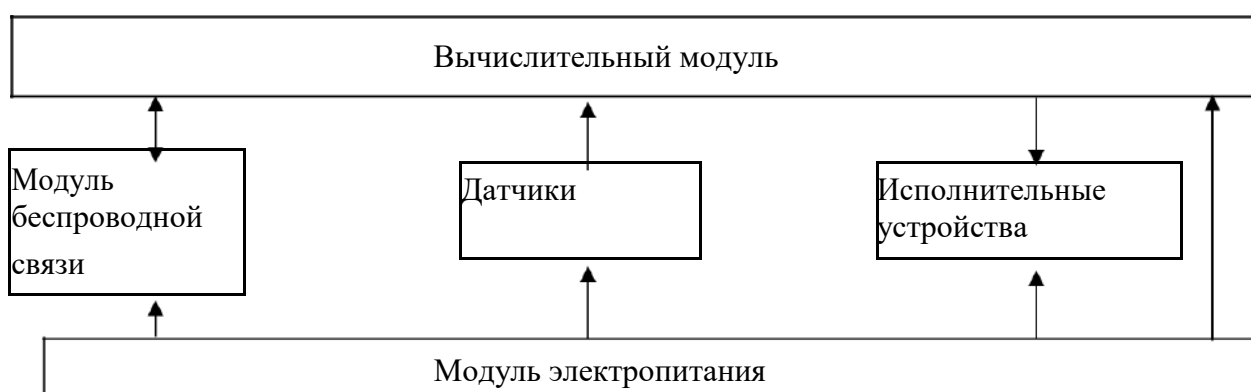 Вычислительный модуль
Модуль
беспроводной
связи
Датчики
Исполнительные
устройства
Модуль электропитания